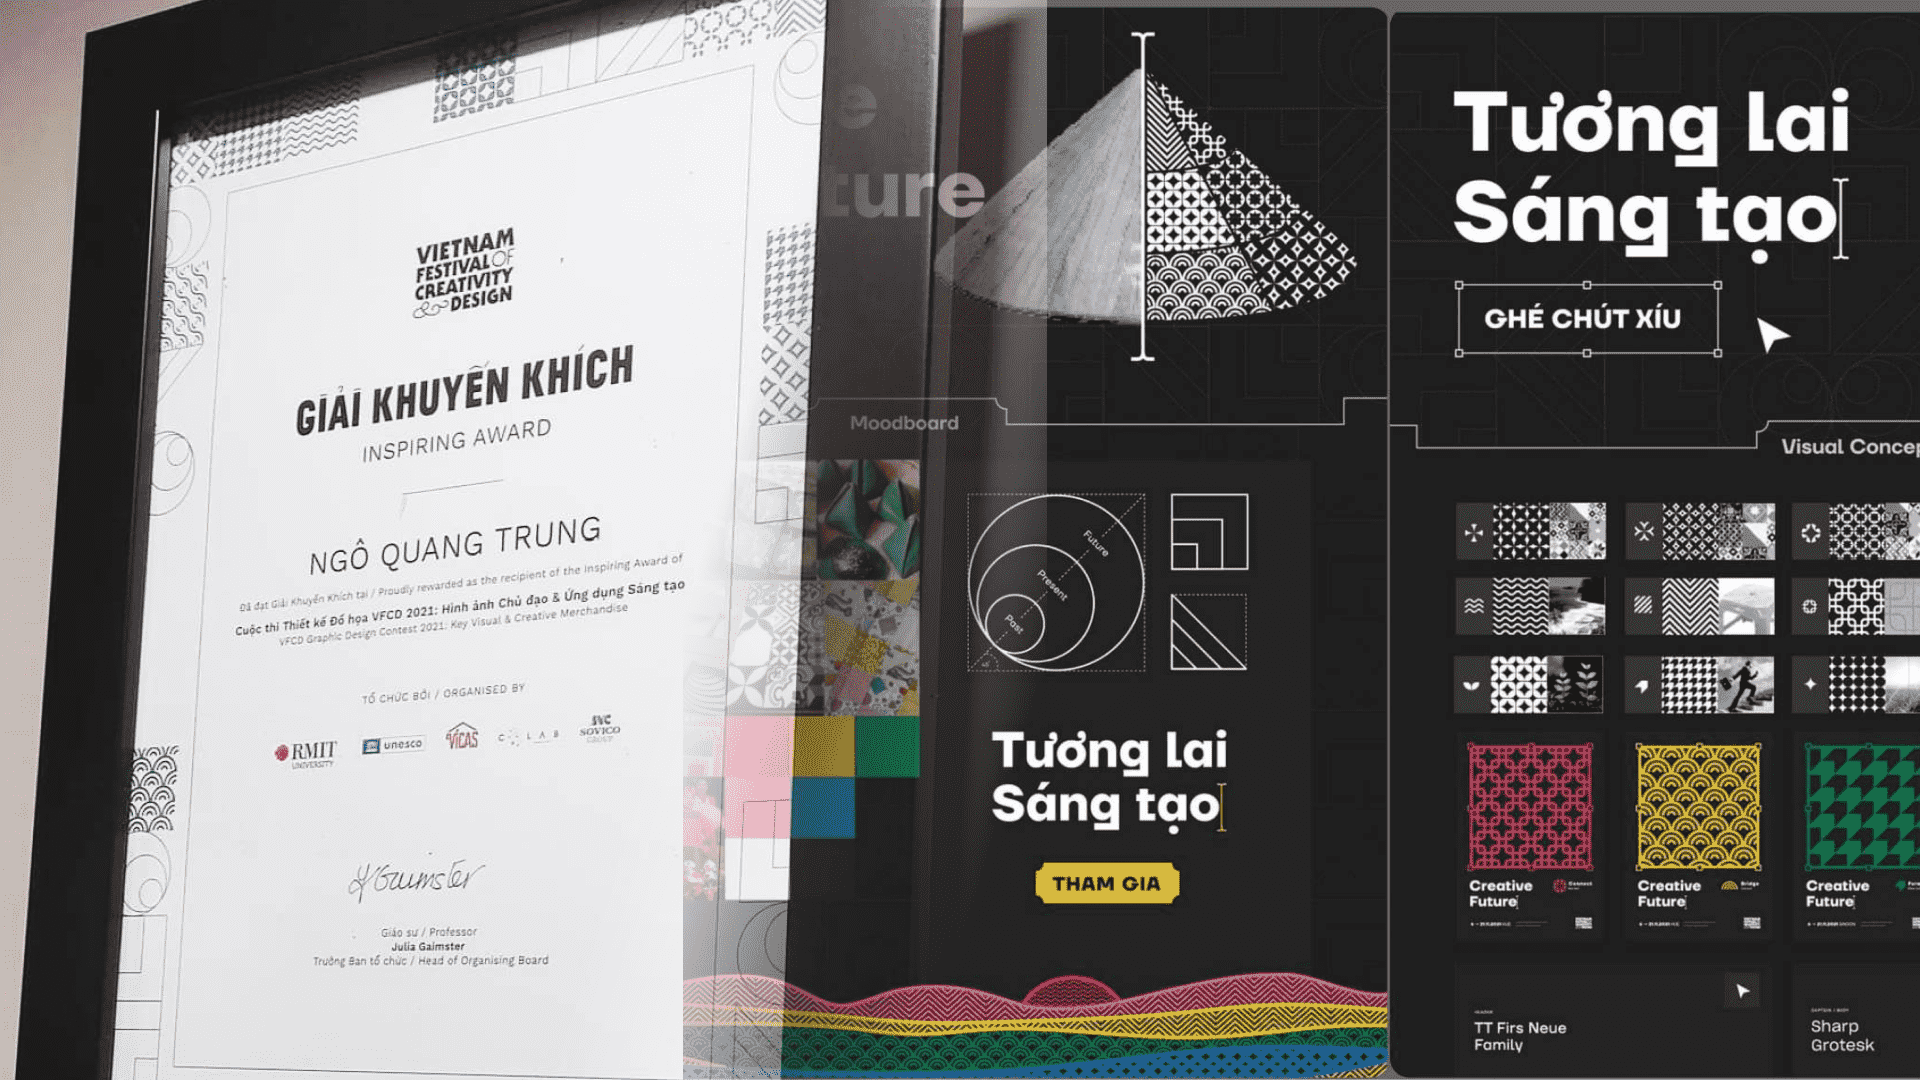 VIETNAM
FESTIVAL OF
CREATIVITY
& DESIGN
GIẢI KHUYẾN KHÍCH
INSPIRING AWARD
NGÔ QUANG TRUNG
Đã đạt Giải Khuyến Khích tại / Proudly rewarded as the recipient of the Inspiring Award of
Cuộc thi Thiết kế Đồ họa VFCD 2021: Hình ảnh Chủ đạo & Ứng dụng Sáng tạo
VFCD Graphic Design Contest 2021: Key Visual & Creative Merchandise
TỔ CHỨC BỞI / ORGANISED BY
RMIT
UNIVERSITY
unesco
VICAS
COLAB
SVC
SOVICO
GROUP
Giáo sư / Professor
Julia Gaimster
Trưởng Ban tổ chức / Head of Organising Board
e
ture
Moodboard
Future
Present
Past
Tương lai
Sáng tạo
THAM GIA
Tương lai
Sáng tạo
GHÉ CHÚT XÍU
Visual Concep
Creative
Future
Connect
Creative
Future
Bridge
Creative
Future
TT Firs Neue
Family
Sharp
Grotesk